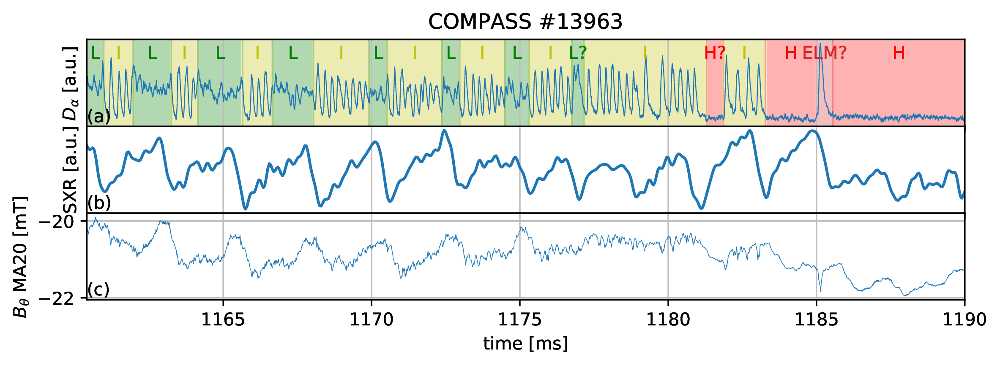 COMPASS #13963
L I L I L I L I L I L I L I L? I H? I H ELM? H
Dα [a.u.]
(a)
SXR [a.u.]
(b)
Bθ MA20 [mT]
−20
−22
(c)
1165 1170 1175 1180 1185 1190
time [ms]